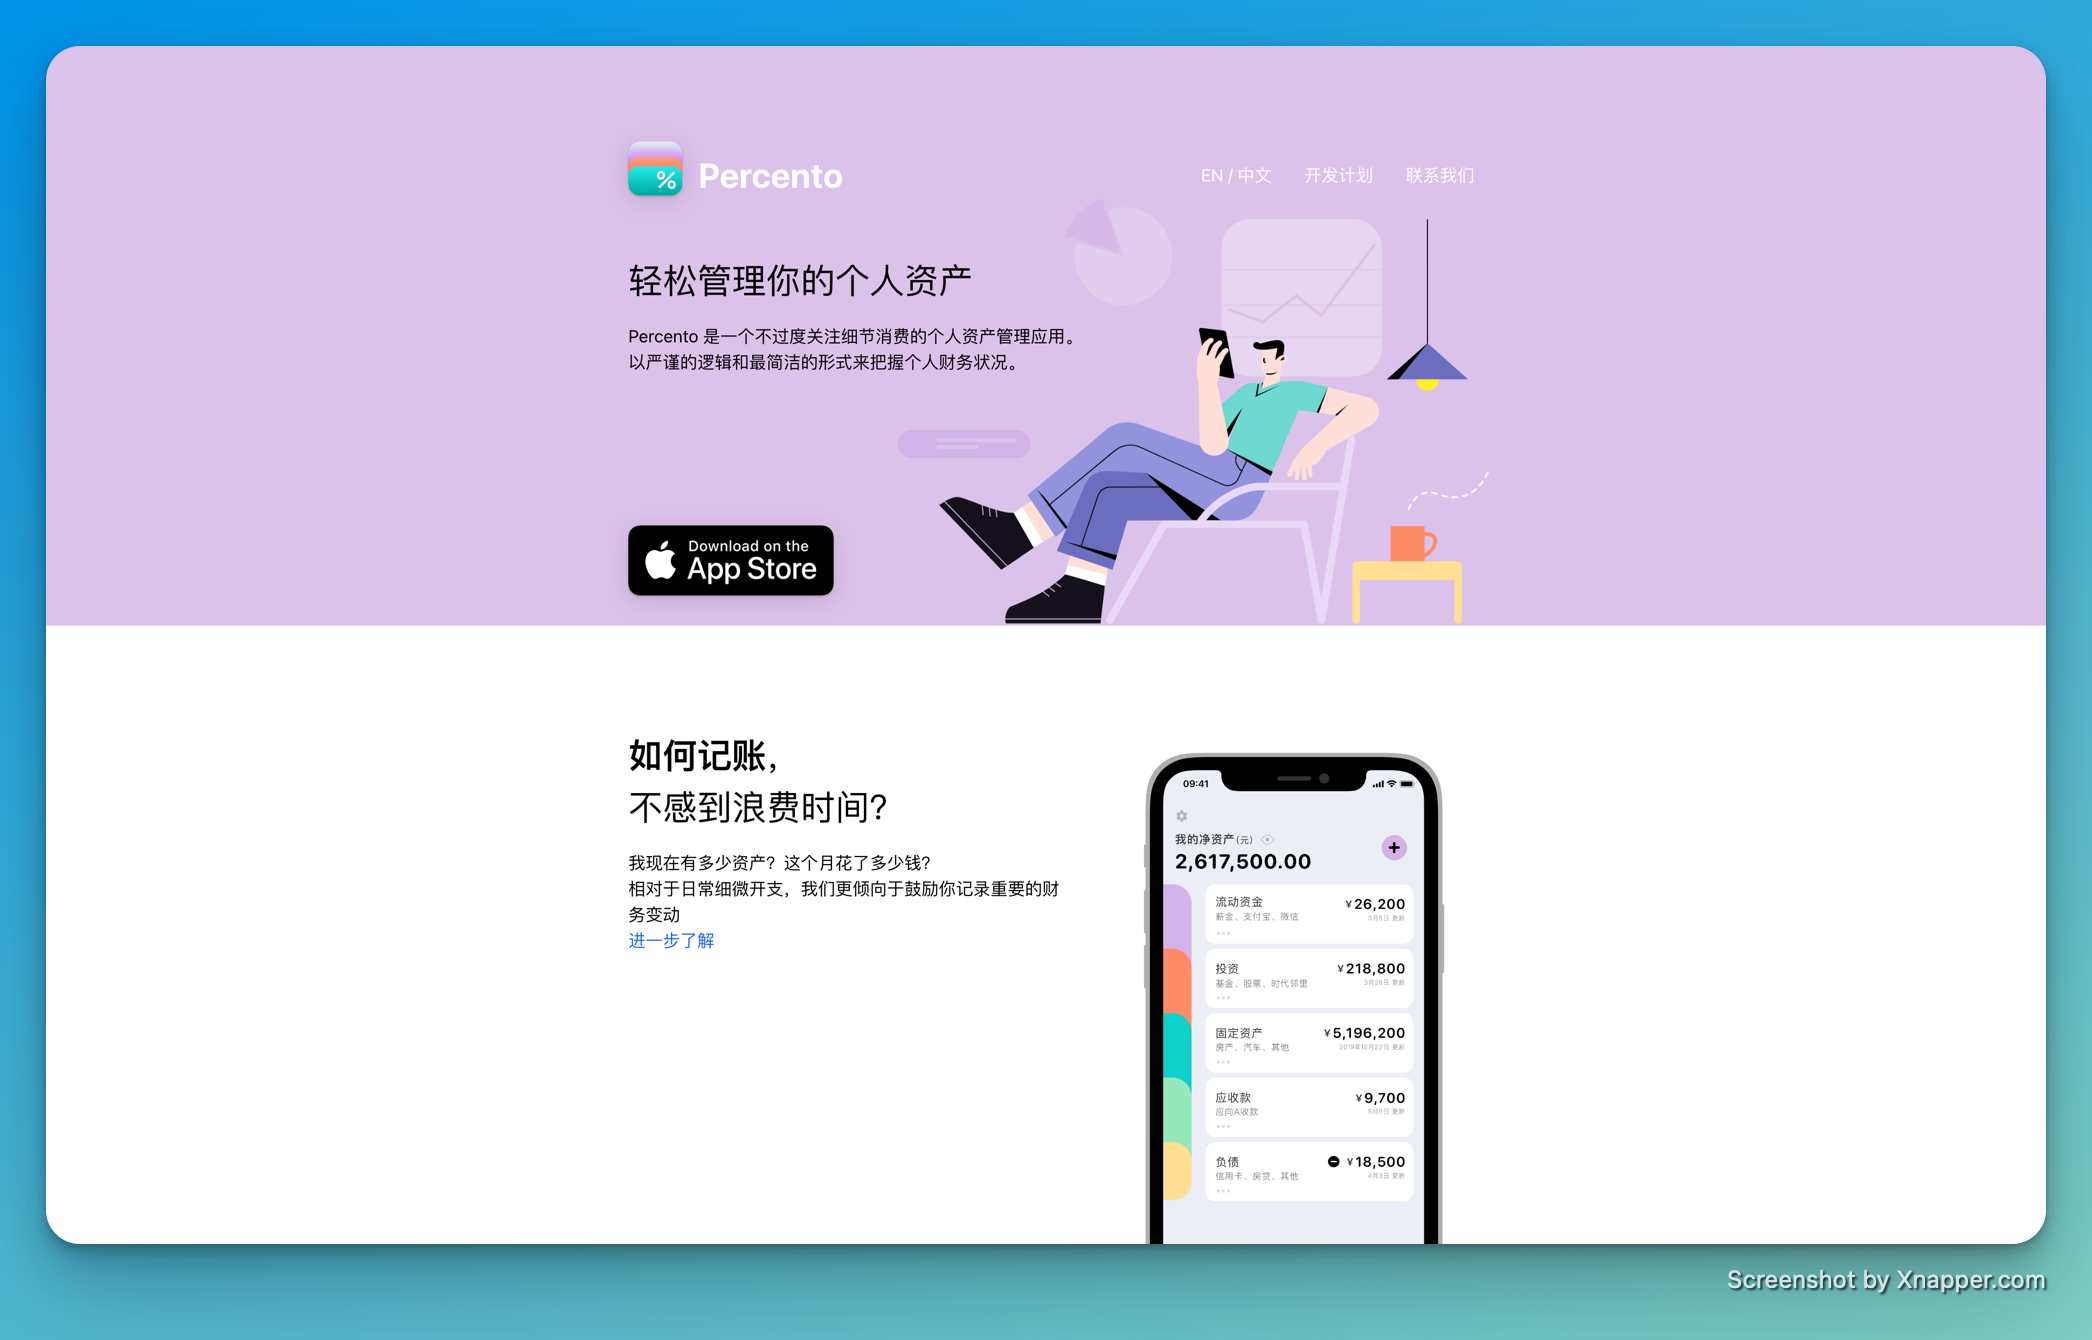 %
Percento
EN / 中文
开发计划
联系我们
轻松管理你的个人资产
Percento 是一个不过度关注细节消费的个人资产管理应用。
以严谨的逻辑和最简洁的形式来把握个人财务状况。
Download on the
App Store
如何记账，
不感到浪费时间？
我现在有多少资产？这个月花了多少钱？
相对于日常细微开支，我们更倾向于鼓励你记录重要的财
务变动
进一步了解
09:41
我的净资产(元)
2,617,500.00
流动资金
¥26,200
薪金、支付宝、微信
3月5日 更新
投资
¥218,800
基金、股票、时代邻里
3月28日 更新
固定资产
¥5,196,200
房产、汽车、其他
2019年12月22日 更新
应收款
¥9,700
应向A收款
5月8日 更新
负债
¥18,500
信用卡、房贷、其他
4月3日 更新
Screenshot by Xnapper.com